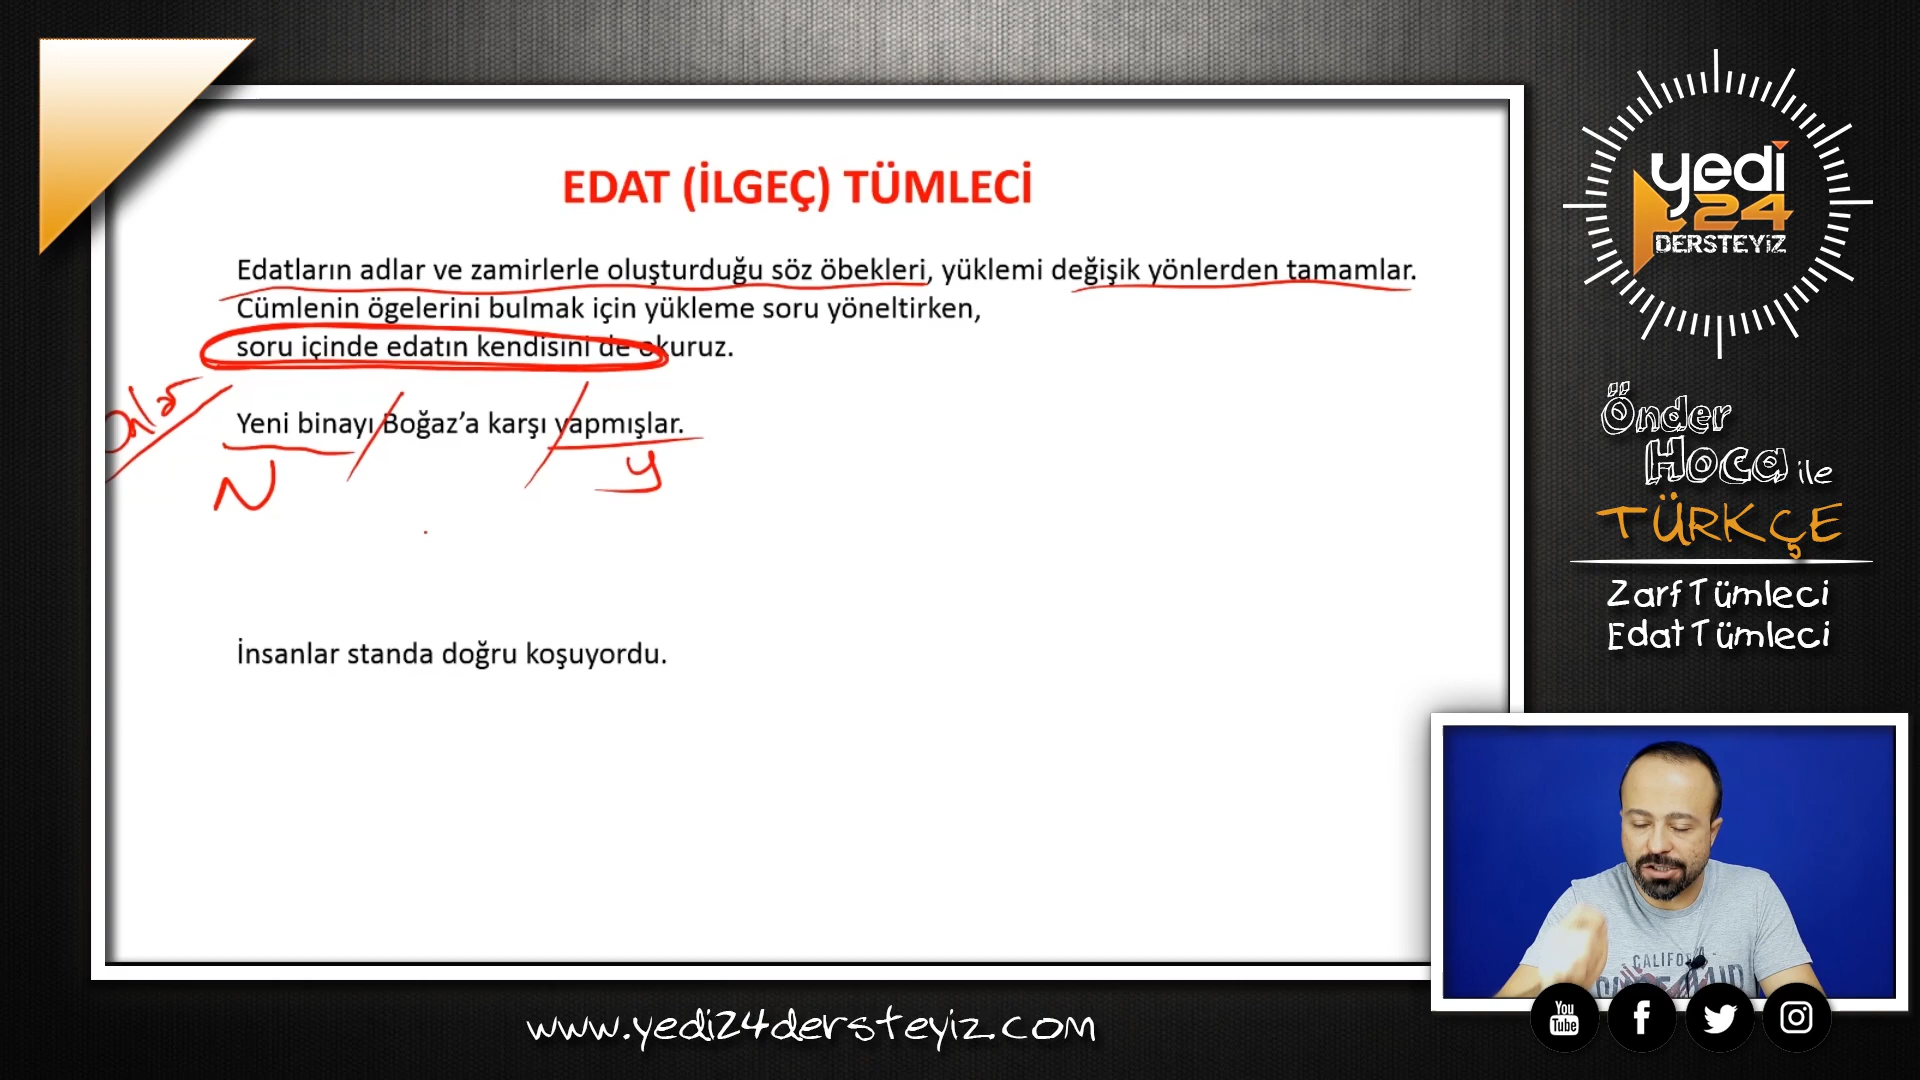 EDAT (İLGEÇ) TÜMLECİ
Edatların adlar ve zamirlerle oluşturduğu söz öbekleri, yüklemi değişik yönlerden tamamlar.
Cümlenin ögelerini bulmak için yükleme soru yöneltirken,
soru içinde edatın kendisini de okuruz.
Onlar
Yeni binayı Boğaz’a karşı yapmışlar.
N
y
İnsanlar standa doğru koşuyordu.
yedi
24
DERSTEYİZ
Önder
Hoca ile
TÜRKÇE
Zarf Tümleci
Edat Tümleci
You
Tube
www.yedi24dersteyiz.com